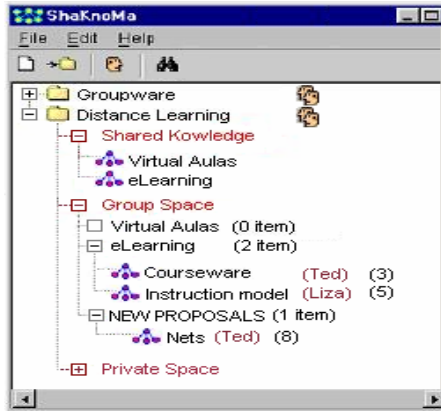 ShaKnoMa
File Edit Help
Groupware
Distance Learning
Shared Kowledge
Virtual Aulas
eLearning
Group Space
Virtual Aulas (0 item)
eLearning (2 item)
Courseware (Ted) (3)
Instruction model (Liza) (5)
NEW PROPOSALS (1 item)
Nets (Ted) (8)
Private Space